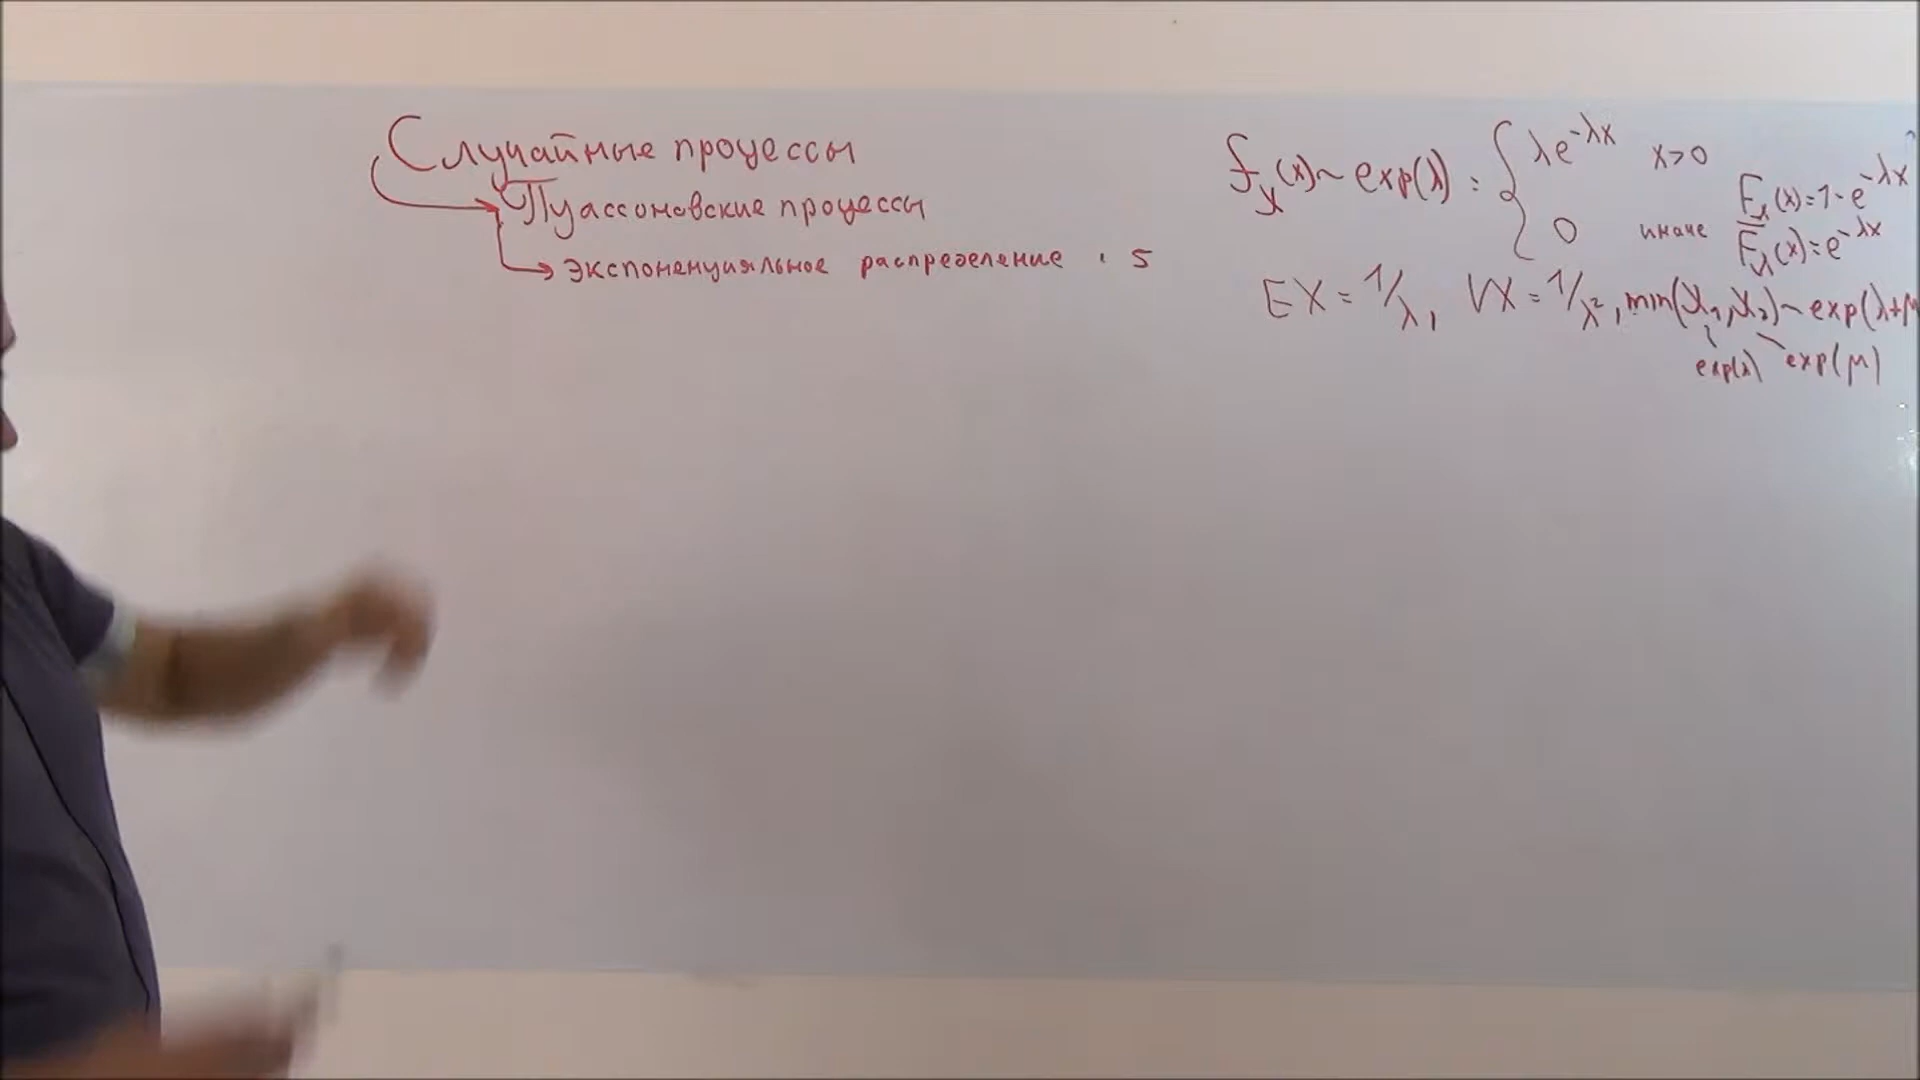 Случайные процессы
Пуассоновские процессы
экспоненцияльное распределение . 5
f_X(x) ~ exp(λ) = { λe^{-λx} x>0
0 иначе
F_X(x) = 1 - e^{-λx}
F̅_X(x) = e^{-λx}
EX = 1/λ, VX = 1/λ², min(X₁, X₂) ~ exp(λ+μ
exp(λ) exp(μ)